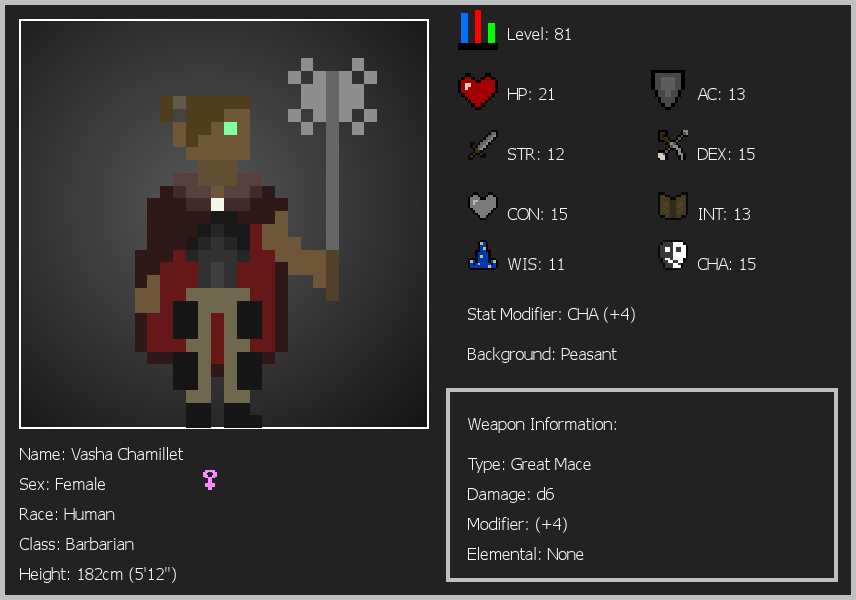 Level: 81
HP: 21
AC: 13
STR: 12
DEX: 15
CON: 15
INT: 13
WIS: 11
CHA: 15
Stat Modifier: CHA (+4)
Background: Peasant
Weapon Information:
Type: Great Mace
Damage: d6
Modifier: (+4)
Elemental: None
Name: Vasha Chamillet
Sex: Female
Race: Human
Class: Barbarian
Height: 182cm (5'12")